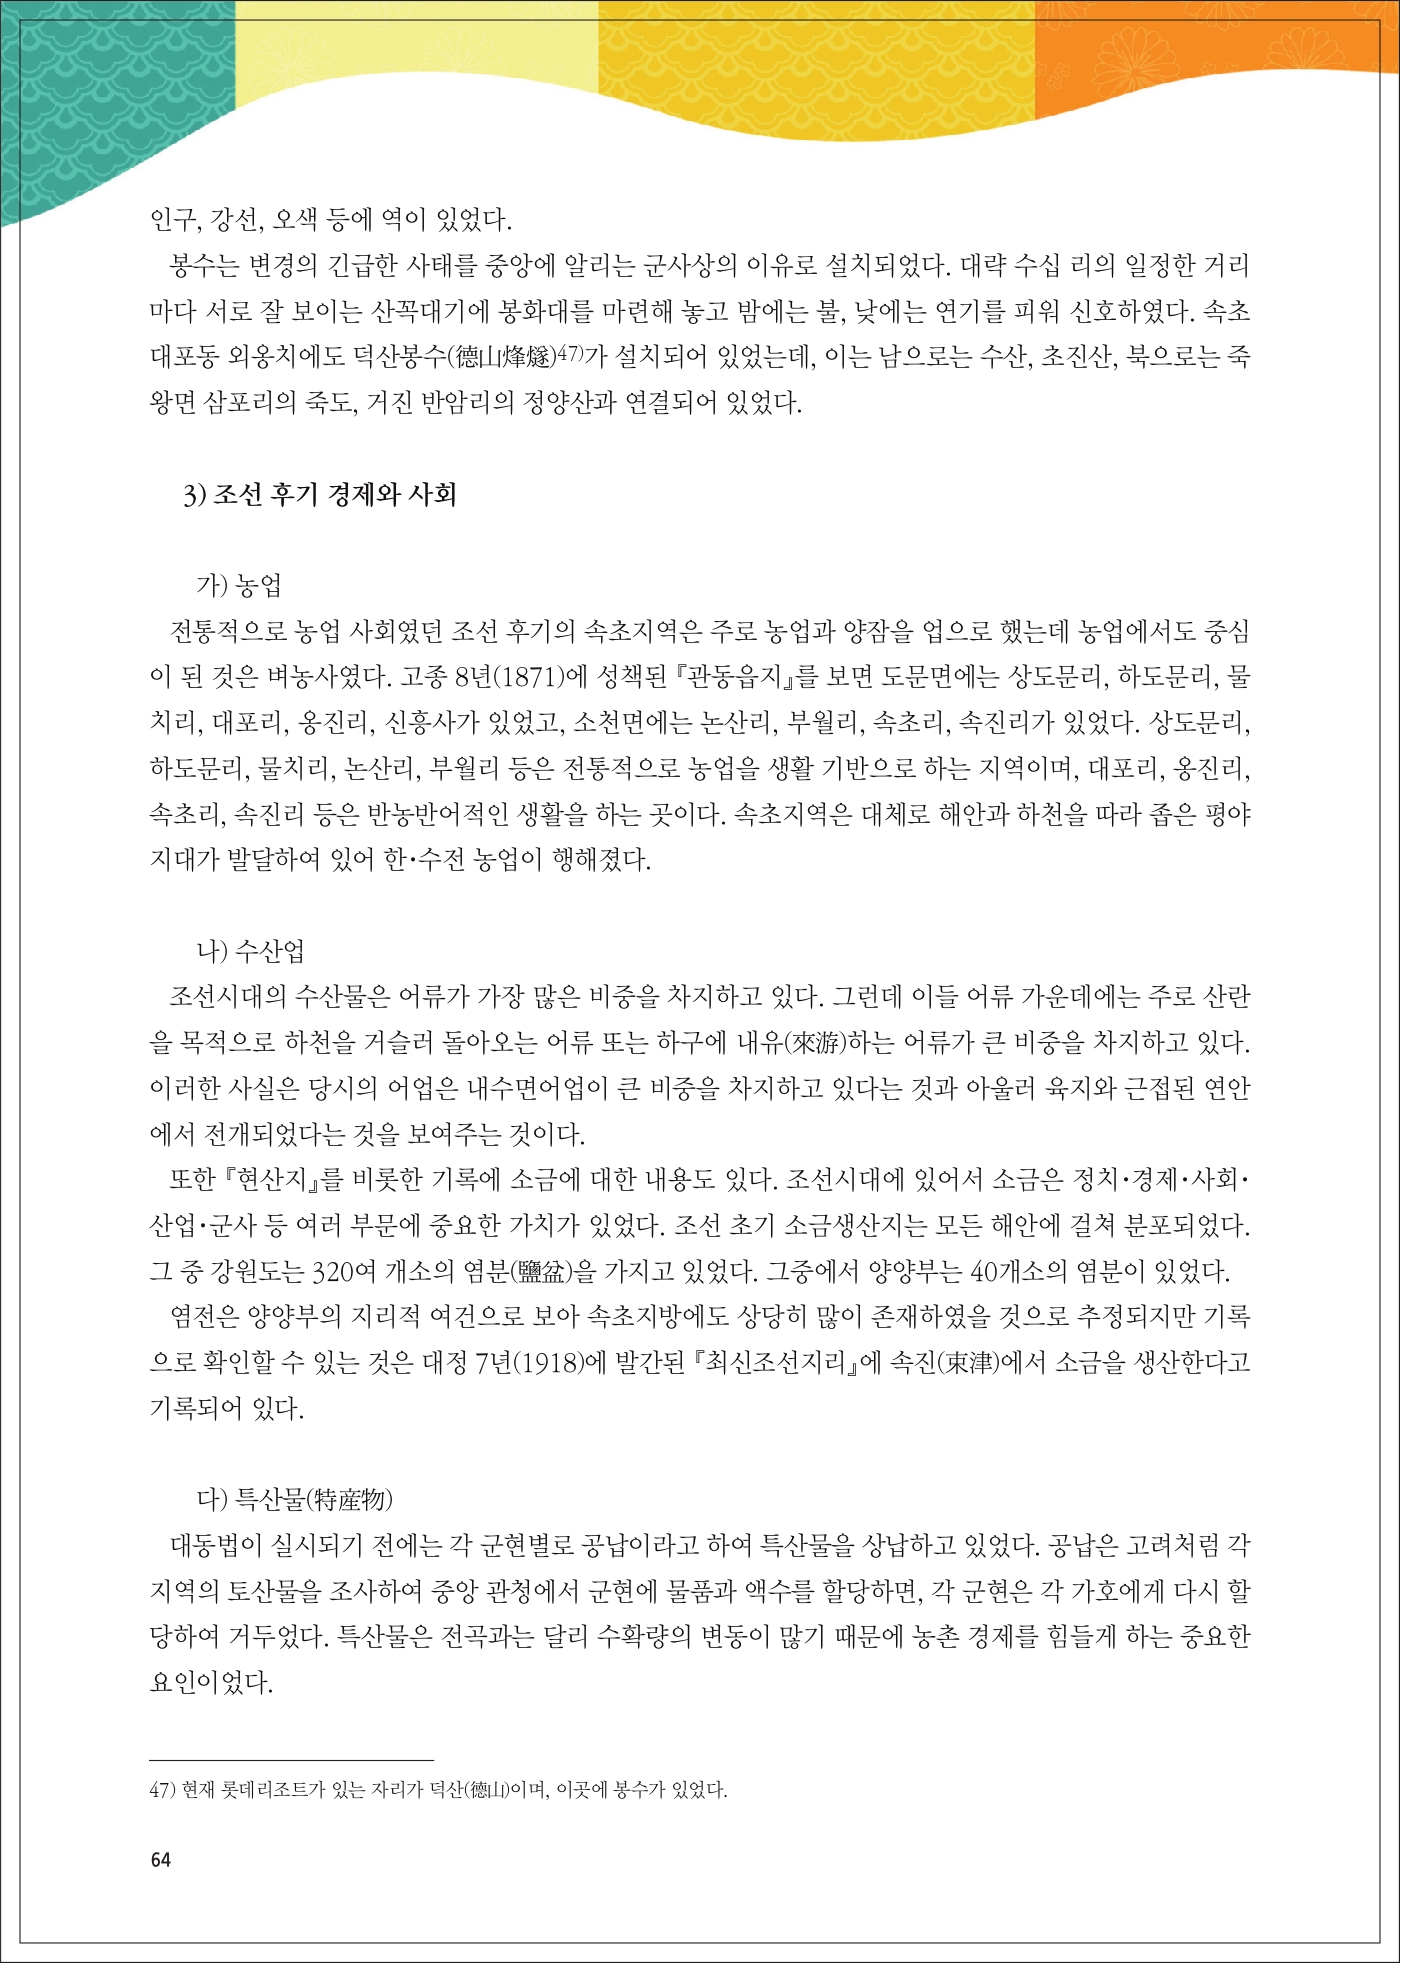 인구, 강선, 오색 등에 역이 있었다.
봉수는 변경의 긴급한 사태를 중앙에 알리는 군사상의 이유로 설치되었다. 대략 수십 리의 일정한 거리
마다 서로 잘 보이는 산꼭대기에 봉화대를 마련해 놓고 밤에는 불, 낮에는 연기를 피워 신호하였다. 속초
대포동 외옹치에도 덕산봉수(德山烽燧)47)가 설치되어 있었는데, 이는 남으로는 수산, 초진산, 북으로는 죽
왕면 삼포리의 죽도, 거진 반암리의 정양산과 연결되어 있었다.
3) 조선 후기 경제와 사회
가) 농업
전통적으로 농업 사회였던 조선 후기의 속초지역은 주로 농업과 양잠을 업으로 했는데 농업에서도 중심
이 된 것은 벼농사였다. 고종 8년(1871)에 성책된 『관동읍지』를 보면 도문면에는 상도문리, 하도문리, 물
치리, 대포리, 옹진리, 신흥사가 있었고, 소천면에는 논산리, 부월리, 속초리, 속진리가 있었다. 상도문리,
하도문리, 물치리, 논산리, 부월리 등은 전통적으로 농업을 생활 기반으로 하는 지역이며, 대포리, 옹진리,
속초리, 속진리 등은 반농반어적인 생활을 하는 곳이다. 속초지역은 대체로 해안과 하천을 따라 좁은 평야
지대가 발달하여 있어 한·수전 농업이 행해졌다.
나) 수산업
조선시대의 수산물은 어류가 가장 많은 비중을 차지하고 있다. 그런데 이들 어류 가운데에는 주로 산란
을 목적으로 하천을 거슬러 돌아오는 어류 또는 하구에 내유(來游)하는 어류가 큰 비중을 차지하고 있다.
이러한 사실은 당시의 어업은 내수면어업이 큰 비중을 차지하고 있다는 것과 아울러 육지와 근접된 연안
에서 전개되었다는 것을 보여주는 것이다.
또한 『현산지』를 비롯한 기록에 소금에 대한 내용도 있다. 조선시대에 있어서 소금은 정치·경제·사회·
산업·군사 등 여러 부문에 중요한 가치가 있었다. 조선 초기 소금생산지는 모든 해안에 걸쳐 분포되었다.
그 중 강원도는 320여 개소의 염분(鹽盆)을 가지고 있었다. 그중에서 양양부는 40개소의 염분이 있었다.
염전은 양양부의 지리적 여건으로 보아 속초지방에도 상당히 많이 존재하였을 것으로 추정되지만 기록
으로 확인할 수 있는 것은 대정 7년(1918)에 발간된 『최신조선지리』에 속진(束津)에서 소금을 생산한다고
기록되어 있다.
다) 특산물(特産物)
대동법이 실시되기 전에는 각 군현별로 공납이라고 하여 특산물을 상납하고 있었다. 공납은 고려처럼 각
지역의 토산물을 조사하여 중앙 관청에서 군현에 물품과 액수를 할당하면, 각 군현은 각 가호에게 다시 할
당하여 거두었다. 특산물은 전곡과는 달리 수확량의 변동이 많기 때문에 농촌 경제를 힘들게 하는 중요한
요인이었다.
47) 현재 롯데리조트가 있는 자리가 덕산(德山)이며, 이곳에 봉수가 있었다.
64